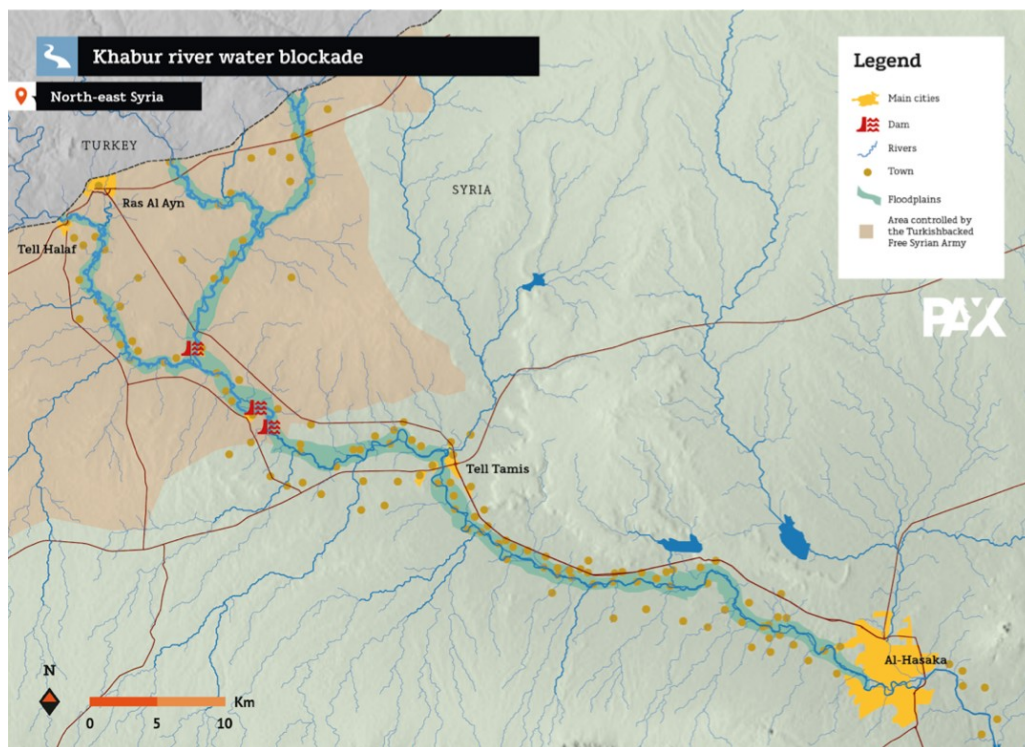 Khabur river water blockade
North-east Syria
TURKEY
SYRIA
Ras Al Ayn
Tell Halaf
Tell Tamis
Al-Hasaka
Legend
Main cities
Dam
Rivers
Town
Floodplains
Area controlled by
the Turkishbacked
Free Syrian Army
PAX
N
Km
0 5 10